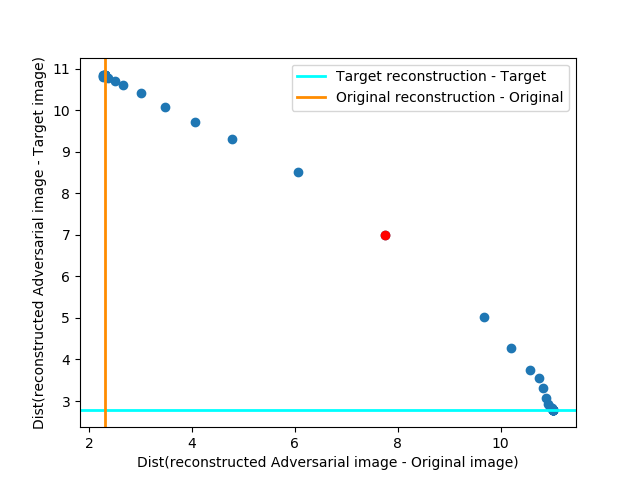 Target reconstruction - Target
Original reconstruction - Original
Dist(reconstructed Adversarial image - Target image)
11
10
9
8
7
6
5
4
3
2 4 6 8 10
Dist(reconstructed Adversarial image - Original image)